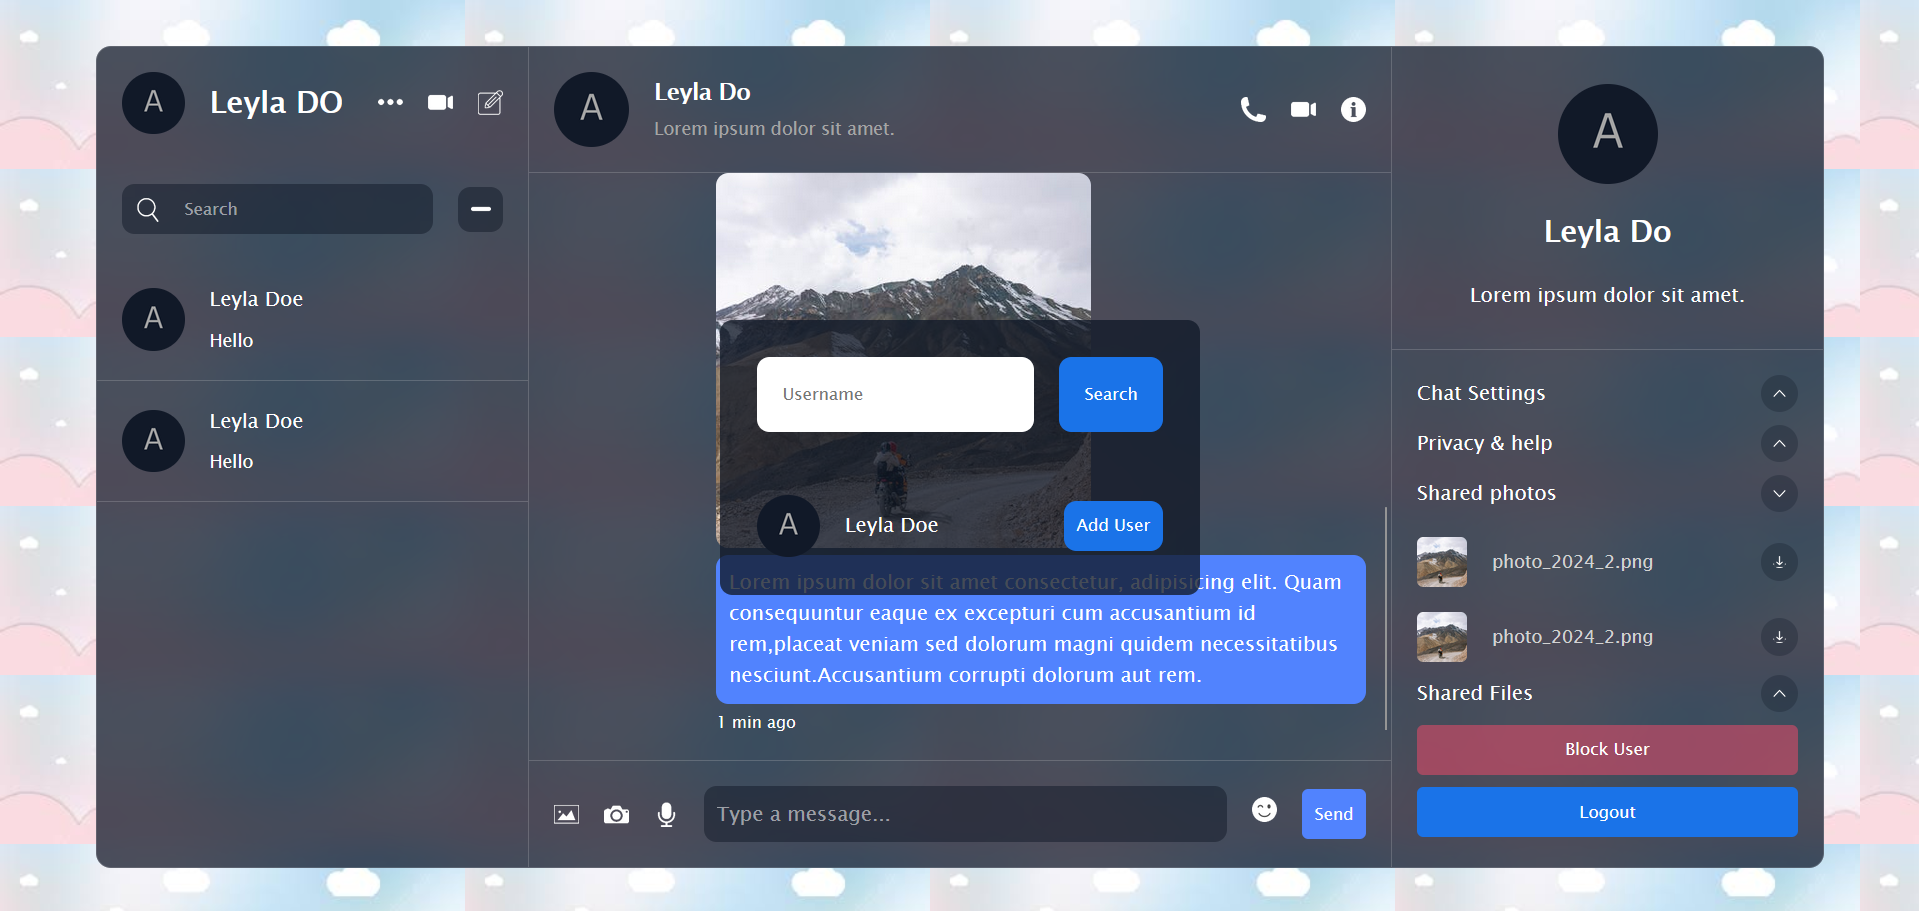 A
Leyla DO
Search
A
Leyla Doe
Hello
A
Leyla Doe
Hello
A
Leyla Do
Lorem ipsum dolor sit amet.
Username
Search
A
Leyla Doe
Add User
Lorem ipsum dolor sit amet consectetur, adipisicing elit. Quam
consequuntur eaque ex excepturi cum accusantium id
rem,placeat veniam sed dolorum magni quidem necessitatibus
nesciunt.Accusantium corrupti dolorum aut rem.
1 min ago
Type a message...
Send
A
Leyla Do
Lorem ipsum dolor sit amet.
Chat Settings
Privacy & help
Shared photos
photo_2024_2.png
photo_2024_2.png
Shared Files
Block User
Logout